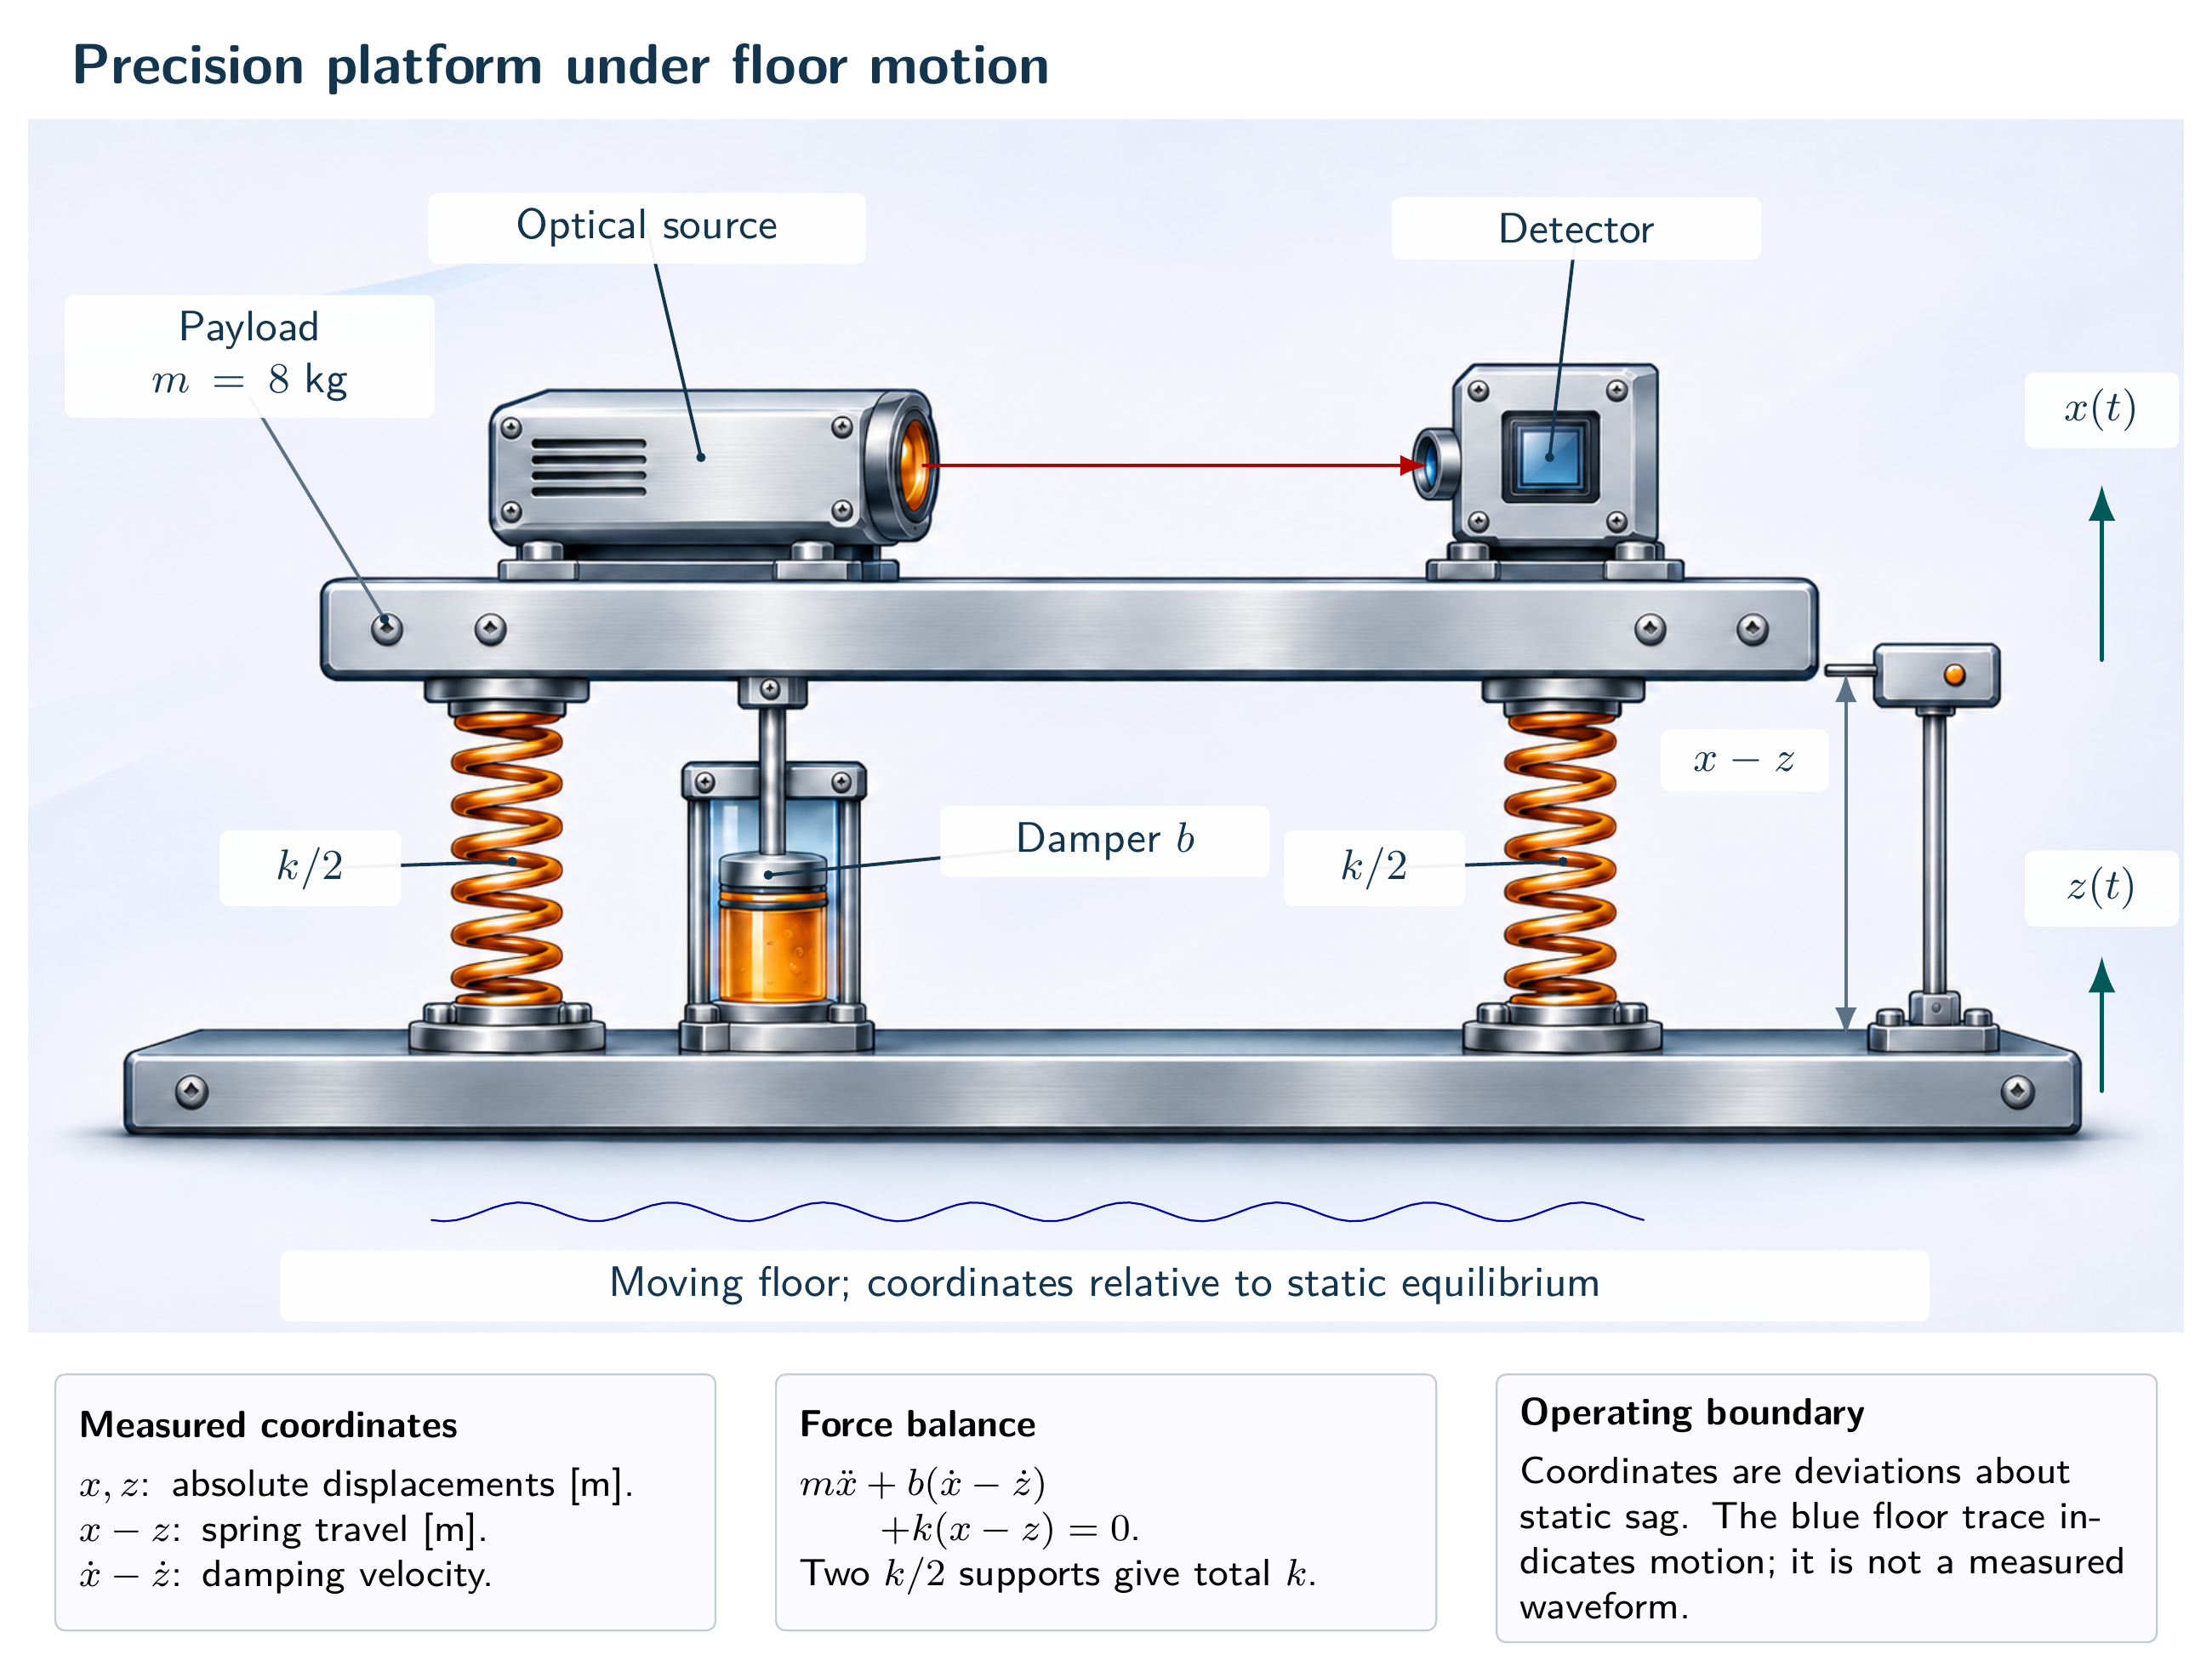 Precision platform under floor motion
Optical source
Detector
Payload
m = 8 kg
x(t)
x − z
Damper b
k/2
k/2
z(t)
Moving floor; coordinates relative to static equilibrium
Measured coordinates
x, z: absolute displacements [m].
x − z: spring travel [m].
ẋ − ż: damping velocity.
Force balance
mẍ + b(ẋ − ż)
+k(x − z) = 0.
Two k/2 supports give total k.
Operating boundary
Coordinates are deviations about
static sag. The blue floor trace in-
dicates motion; it is not a measured
waveform.